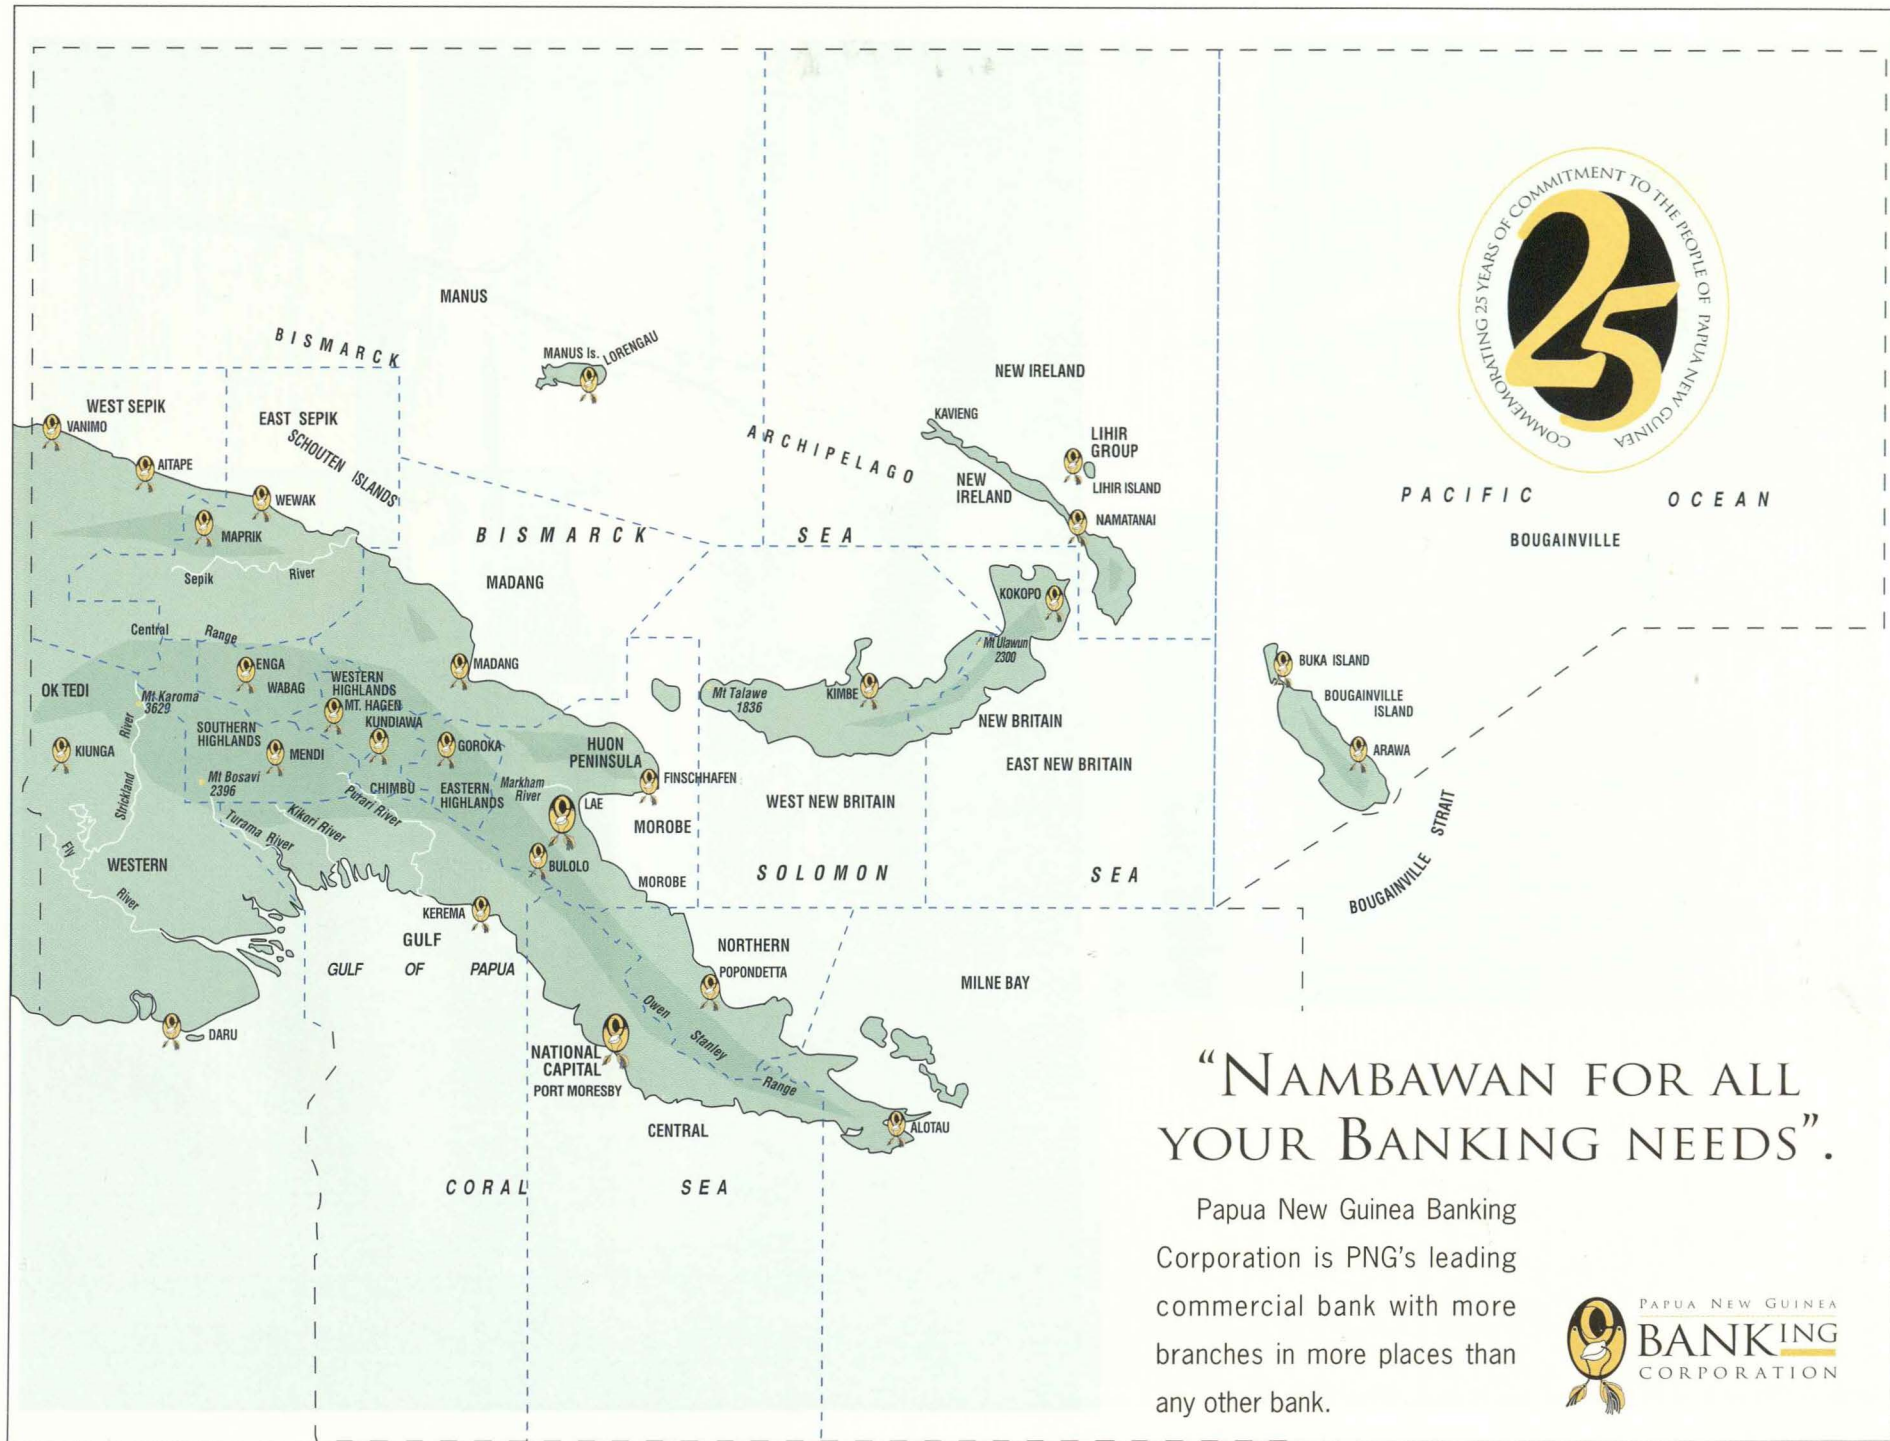 COMMEMORATING 25 YEARS OF COMMITMENT TO THE PEOPLE OF PAPUA NEW GUINEA
25
MANUS
BISMARCK
MANUS Is.
LORENGAU
NEW IRELAND
WEST SEPIK
VANIMO
EAST SEPIK
SCHOUTEN ISLANDS
AITAPE
WEWAK
MAPRIK
ARCHIPELAGO
KAVIENG
LIHIR
GROUP
NEW
IRELAND
LIHIR ISLAND
NAMATANAI
PACIFIC OCEAN
BOUGAINVILLE
BISMARCK SEA
MADANG
Sepik River
KOKOPO
Central Range
Mt Ulawun
2300
MADANG
ENGA
WABAG
WESTERN
HIGHLANDS
MT. HAGEN
OK TEDI
Mt Karoma
3629
Mt Talawe
1836
KIMBE
BUKA ISLAND
BOUGAINVILLE
ISLAND
ARAWA
SOUTHERN
HIGHLANDS
KUNDIAWA
MENDI
GOROKA
KIUNGA
HUON
PENINSULA
FINSCHHAFEN
NEW BRITAIN
EAST NEW BRITAIN
WEST NEW BRITAIN
Mt Bosavi
2396
CHIMBU
EASTERN
HIGHLANDS
Markham
River
LAE
Strickland River
Turama River
Kikori River
Purari River
MOROBE
BULOLO
MOROBE
Fly River
WESTERN
SOLOMON SEA
BOUGAINVILLE STRAIT
KEREMA
GULF
GULF OF PAPUA
NORTHERN
POPONDETTA
MILNE BAY
DARU
Owen Stanley Range
NATIONAL
CAPITAL
PORT MORESBY
CENTRAL
ALOTAU
CORAL SEA
“NAMBAWAN FOR ALL
YOUR BANKING NEEDS”.
Papua New Guinea Banking
Corporation is PNG's leading
commercial bank with more
branches in more places than
any other bank.
PAPUA NEW GUINEA
BANKING
CORPORATION